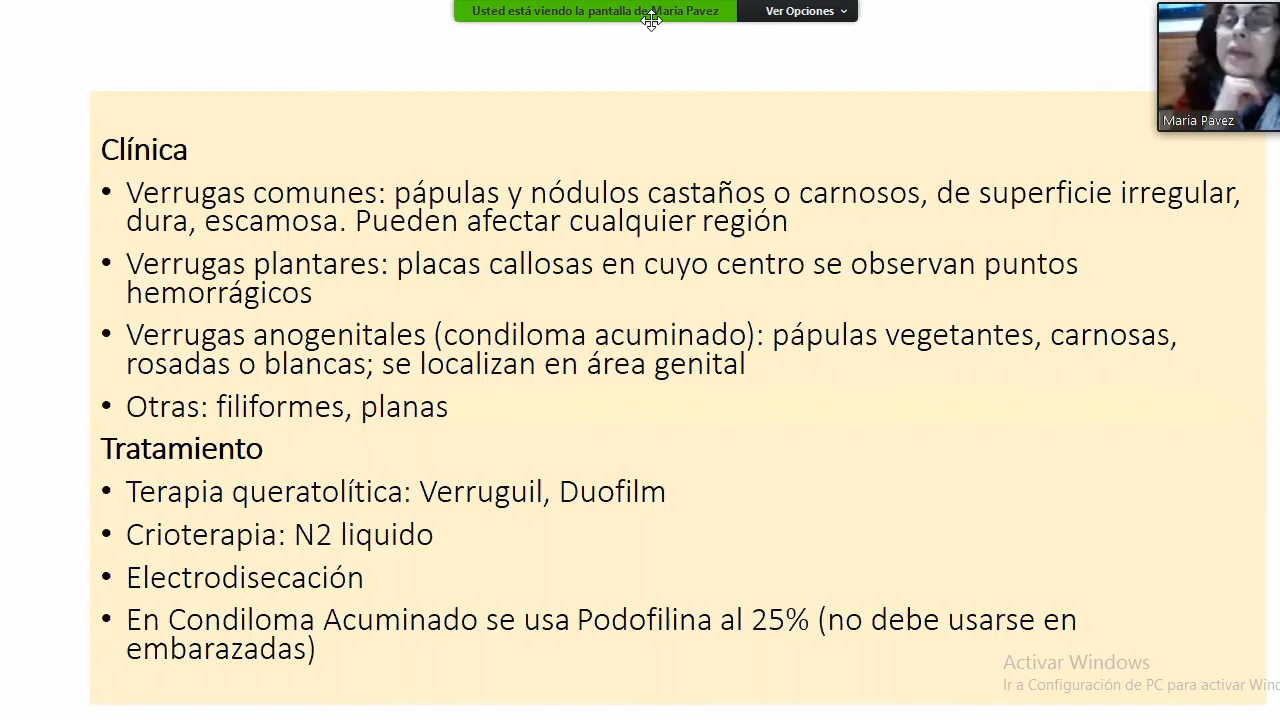 Usted está viendo la pantalla de Maria Pavez
Ver Opciones
Maria Pavez
Clínica
• Verrugas comunes: pápulas y nódulos castaños o carnosos, de superficie irregular,
dura, escamosa. Pueden afectar cualquier región
• Verrugas plantares: placas callosas en cuyo centro se observan puntos
hemorrágicos
• Verrugas anogenitales (condiloma acuminado): pápulas vegetantes, carnosas,
rosadas o blancas; se localizan en área genital
• Otras: filiformes, planas
Tratamiento
• Terapia queratolítica: Verruguil, Duofilm
• Crioterapia: N2 liquido
• Electrodisecación
• En Condiloma Acuminado se usa Podofilina al 25% (no debe usarse en
embarazadas)
Activar Windows
Ir a Configuración de PC para activar Win